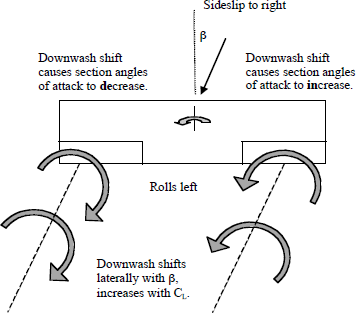 Sideslip to right
β
Downwash shift
causes section angles
of attack to decrease.
Downwash shift
causes section angles
of attack to increase.
Rolls left
Downwash shifts
laterally with β,
increases with CL.